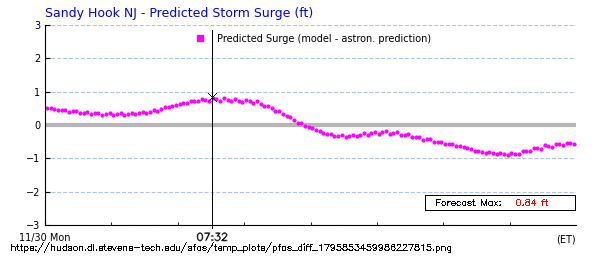 Sandy Hook NJ - Predicted Storm Surge (ft)
3
Predicted Surge (model - astron. prediction)
2
1
0
−1
−2
Forecast Max: 0.84 ft
−3
11/30 Mon 07:32 (ET)
https://hudson.dl.stevens-tech.edu/sfos/temp_plots/pfos_diff_1795853459986227815.png